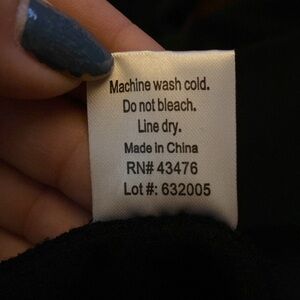 Machine wash cold.
Do not bleach.
Line dry.
Made in China
RN# 43476
Lot #: 632005